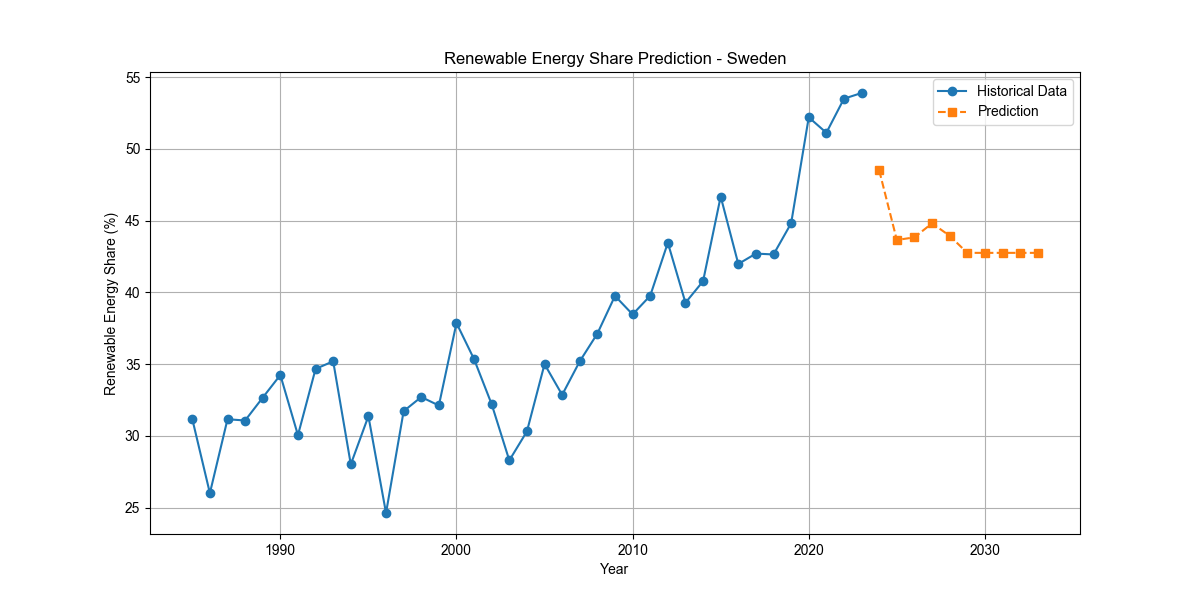 Renewable Energy Share Prediction - Sweden
Historical Data
Prediction
Renewable Energy Share (%)
55
50
45
40
35
30
25
1990
2000
2010
2020
2030
Year